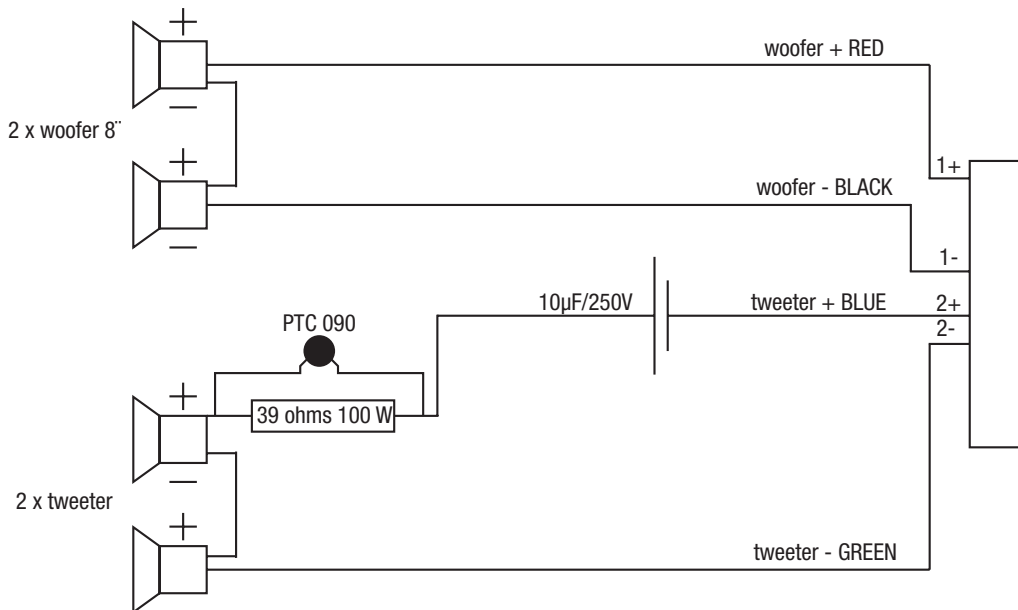 +
woofer + RED
−
2 x woofer 8¨
+
1+
woofer - BLACK
−
1-
10µF/250V
tweeter + BLUE
2+
2-
PTC 090
+
39 ohms 100 W
−
2 x tweeter
+
tweeter - GREEN